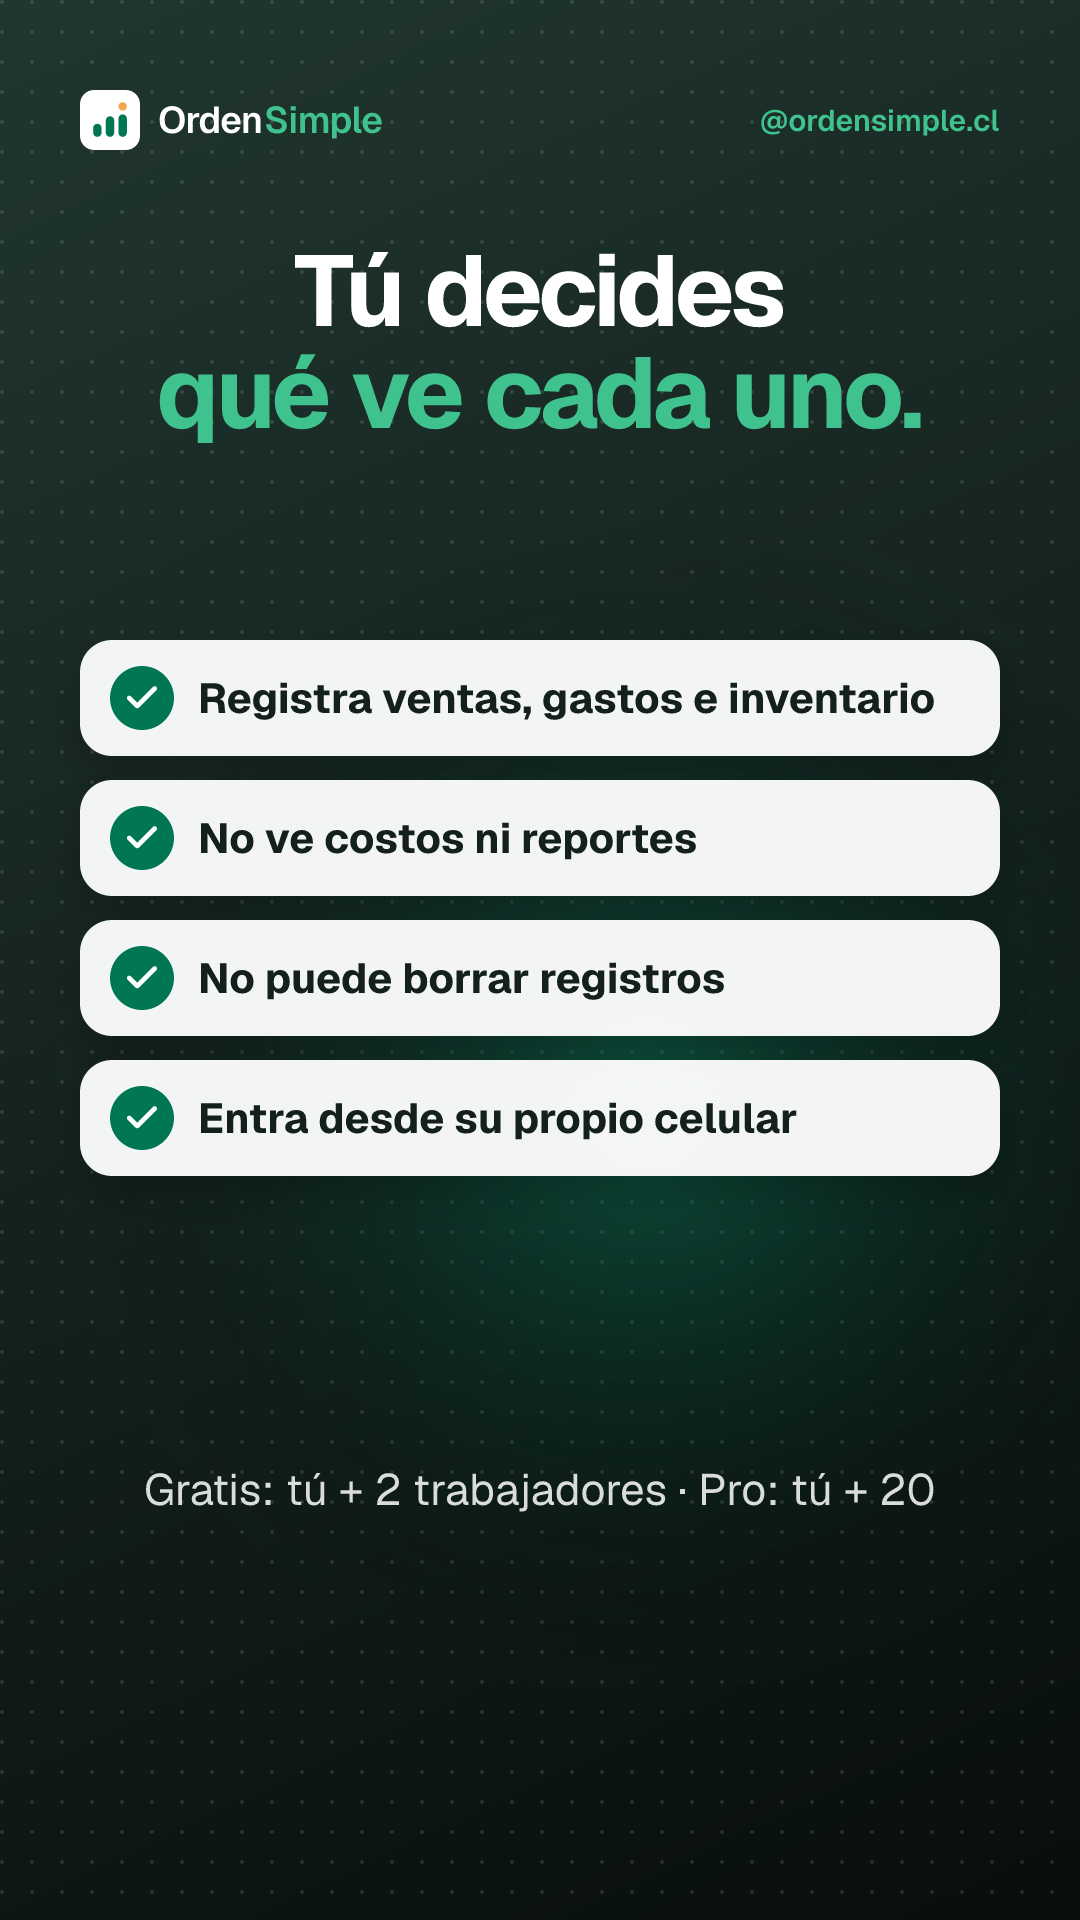 OrdenSimple
@ordensimple.cl
Tú decides
qué ve cada uno.
Registra ventas, gastos e inventario
No ve costos ni reportes
No puede borrar registros
Entra desde su propio celular
Gratis: tú + 2 trabajadores · Pro: tú + 20